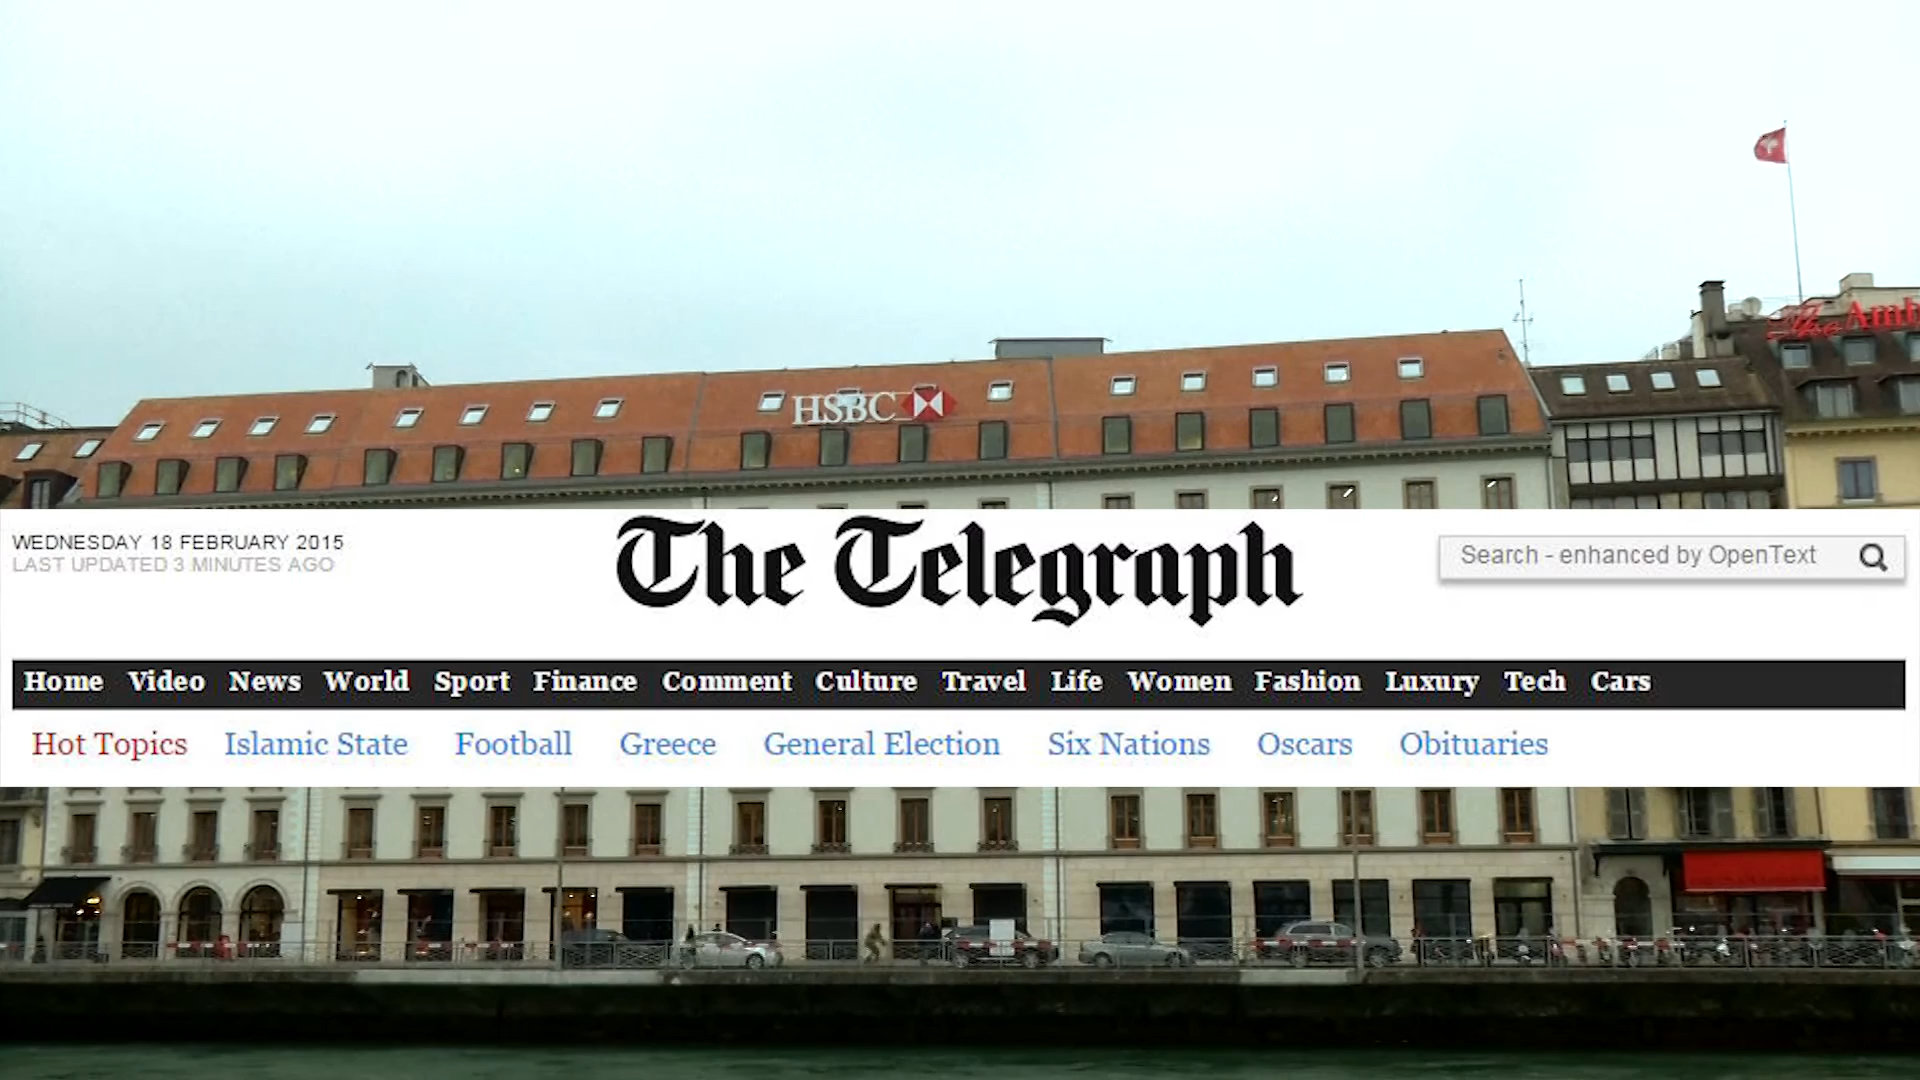 The Amb
HSBC
WEDNESDAY 18 FEBRUARY 2015
LAST UPDATED 3 MINUTES AGO
The Telegraph
Search - enhanced by OpenText
Home Video News World Sport Finance Comment Culture Travel Life Women Fashion Luxury Tech Cars
Hot Topics Islamic State Football Greece General Election Six Nations Oscars Obituaries